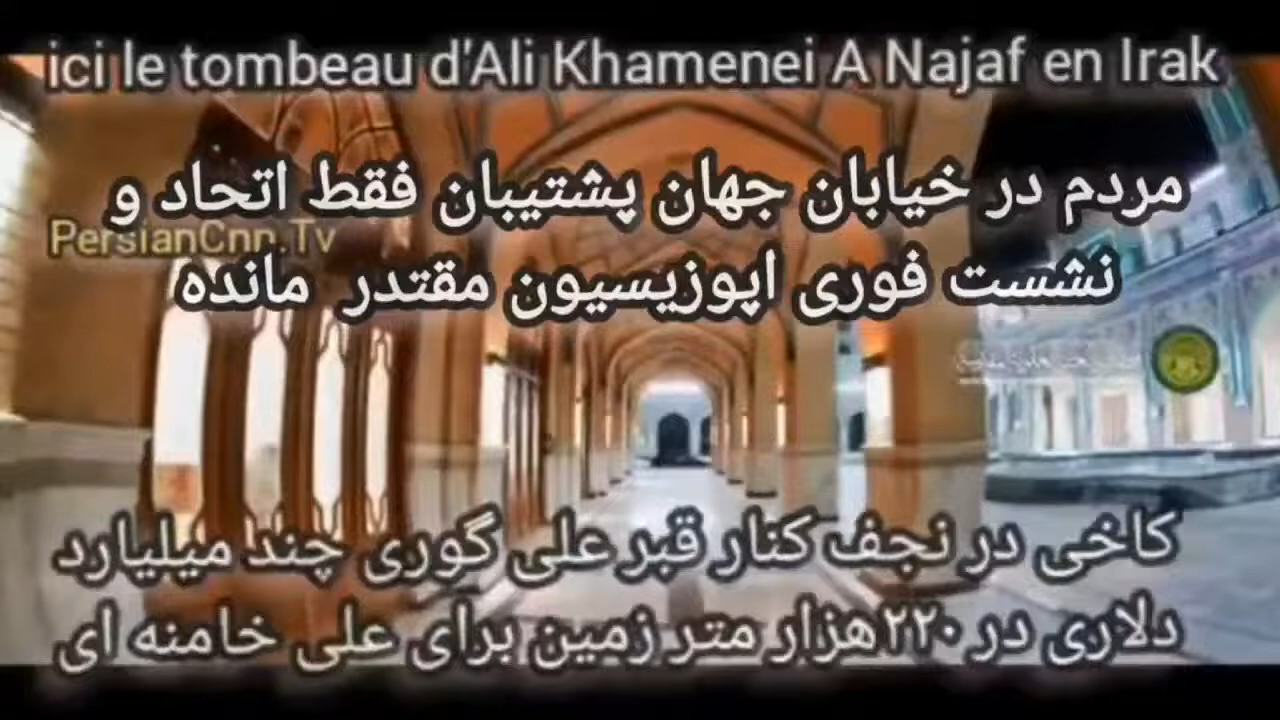 ici le tombeau d'Ali Khamenei A Najaf en Irak
مردم در خیابان جهان پشتیبان فقط اتحاد و
PersianCnn.Tv
نشست فوری اپوزیسیون مقتدر مانده
کاخی در نجف کنار قبر علی گوری چند میلیارد
دلاری در ۲۲۰هزار متر زمین برای علی خامنه ای